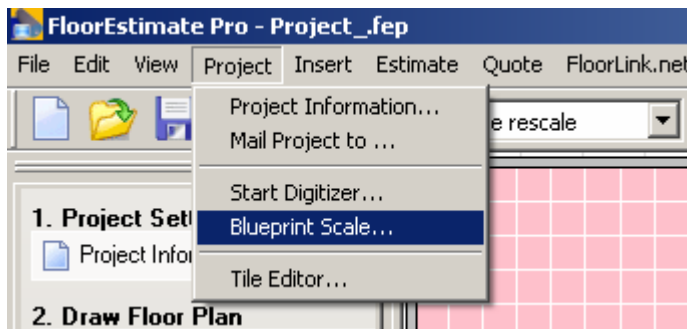 FloorEstimate Pro - Project_.fep
File Edit View Project Insert Estimate Quote FloorLink.net
Project Information...
e rescale
Mail Project to ...
Start Digitizer...
1. Project Set
Blueprint Scale...
Project Infor
Tile Editor...
2. Draw Floor Plan